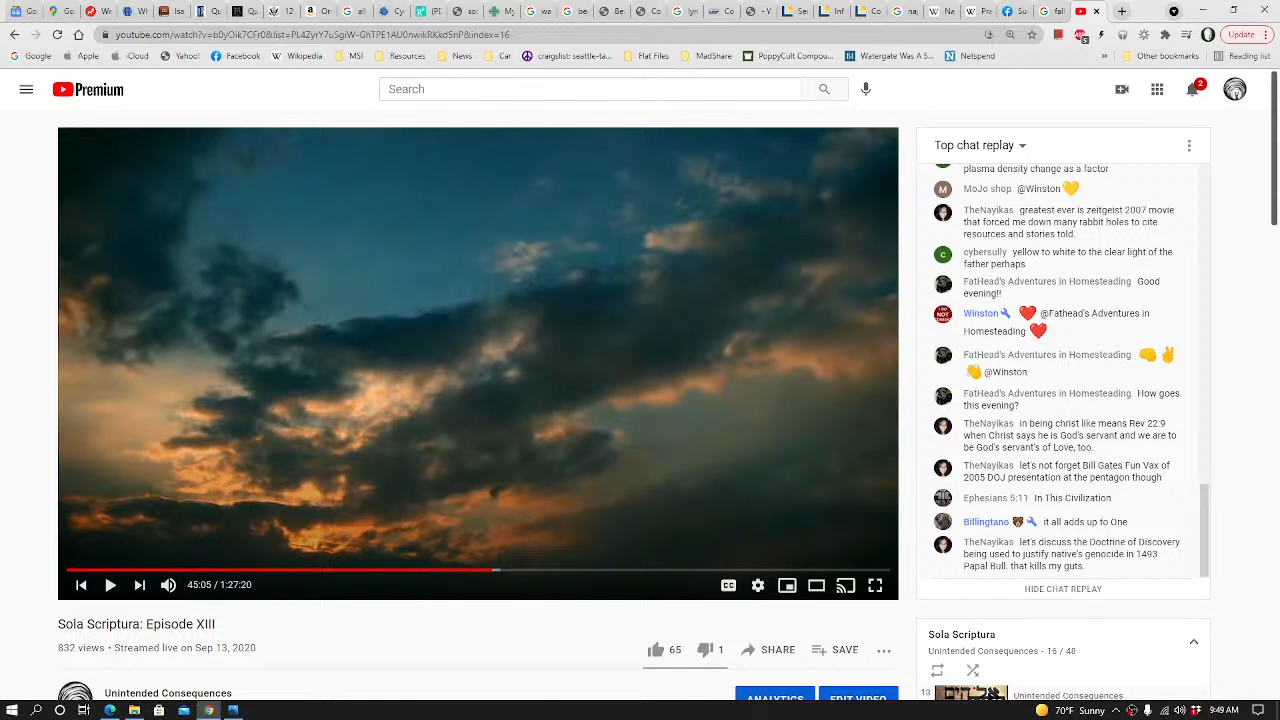 youtube.com/watch?v=b0yOik7CFr0&list=PL4ZyrY7uSgiW-GhTPE1AU0nwiKKkd5nP&index=16
Update
Google
Apple
iCloud
Yahoo!
Facebook
Wikipedia
MSI
Resources
News
Car
craigslist: seattle-ta...
Flat Files
MadShare
PoppyCult Compou...
Watergate Was A S...
Netspend
Other bookmarks
Reading list
Premium
Search
2
Top chat replay
plasma density change as a factor
MoJo shop @Winston
TheNayikas greatest ever is zeitgeist 2007 movie
that forced me down many rabbit holes to cite
resources and stories told.
cybersully yellow to white to the clear light of the
father perhaps
FatHead's Adventures in Homesteading Good
evening!!
Winston @Fathead's Adventures in
Homesteading
FatHead's Adventures in Homesteading
@Winston
FatHead's Adventures in Homesteading How goes
this evening?
TheNayikas in being christ like means Rev 22:9
when Christ says he is God's servant and we are to
be God's servant's of Love, too.
TheNayikas let's not forget Bill Gates Fun Vax of
2005 DOJ presentation at the pentagon though
Ephesians 5:11 In This Civilization
Billingtano it all adds up to One
TheNayikas let's discuss the Doctrine of Discovery
being used to justify native's genocide in 1493
Papal Bull. that kills my guts.
HIDE CHAT REPLAY
45:05 / 1:27:20
CC
Sola Scriptura: Episode XIII
832 views • Streamed live on Sep 13, 2020
65
1
SHARE
SAVE
Unintended Consequences
ANALYTICS
EDIT VIDEO
Sola Scriptura
Unintended Consequences - 16 / 48
13
Unintended Consequences
70°F Sunny
9:49 AM